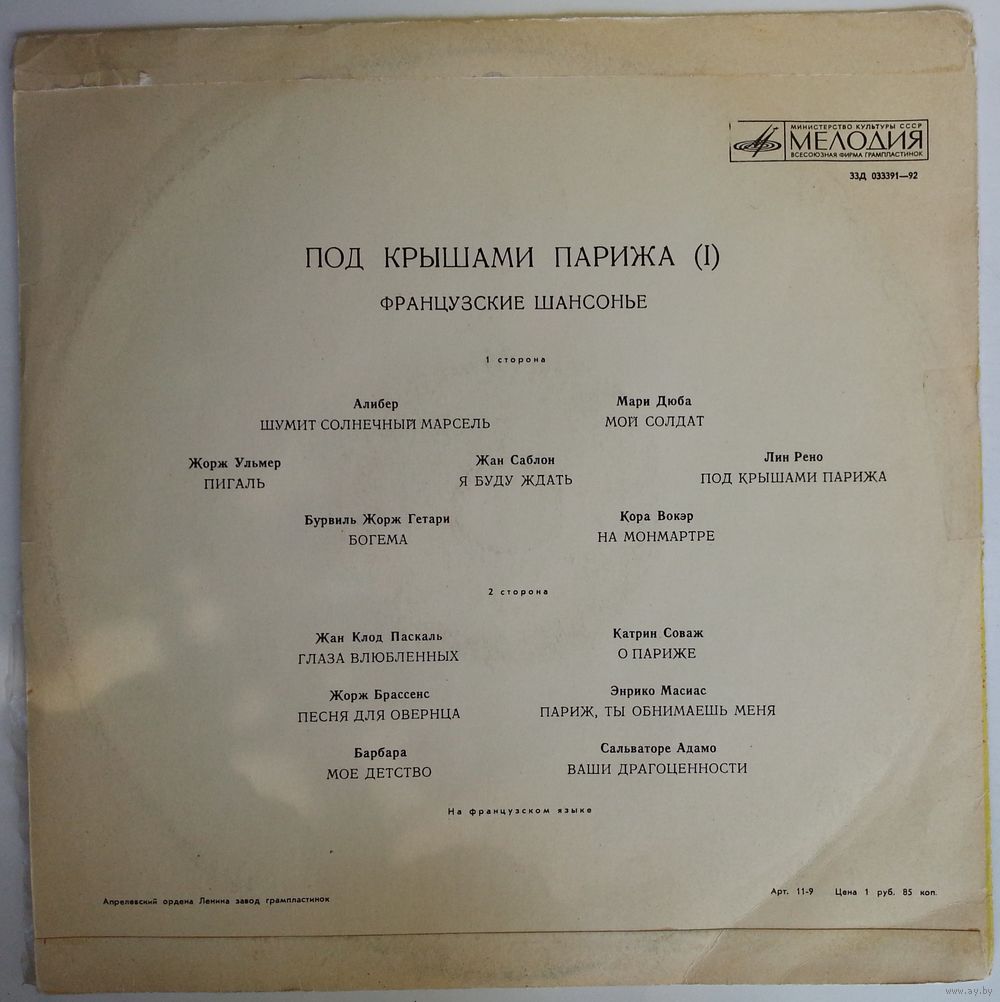 МИНИСТЕРСТВО КУЛЬТУРЫ СССР
МЕЛОДИЯ
ВСЕСОЮЗНАЯ ФИРМА ГРАМПЛАСТИНОК
33Д 033391—92
ПОД КРЫШАМИ ПАРИЖА (I)
ФРАНЦУЗСКИЕ ШАНСОНЬЕ
1 сторона
Алибер
ШУМИТ СОЛНЕЧНЫЙ МАРСЕЛЬ
Мари Дюба
МОЙ СОЛДАТ
Жорж Ульмер
ПИГАЛЬ
Жан Саблон
Я БУДУ ЖДАТЬ
Лин Рено
ПОД КРЫШАМИ ПАРИЖА
Бурвиль Жорж Гетари
БОГЕМА
Кора Вокэр
НА МОНМАРТРЕ
2 сторона
Жан Клод Паскаль
ГЛАЗА ВЛЮБЛЕННЫХ
Катрин Соваж
О ПАРИЖЕ
Жорж Брассенс
ПЕСНЯ ДЛЯ ОВЕРНЦА
Энрико Масиас
ПАРИЖ, ТЫ ОБНИМАЕШЬ МЕНЯ
Барбара
МОЕ ДЕТСТВО
Сальваторе Адамо
ВАШИ ДРАГОЦЕННОСТИ
На французском языке
Апрелевский ордена Ленина завод грампластинок
Арт. 11-9 Цена 1 руб. 85 коп.
www.ay.by